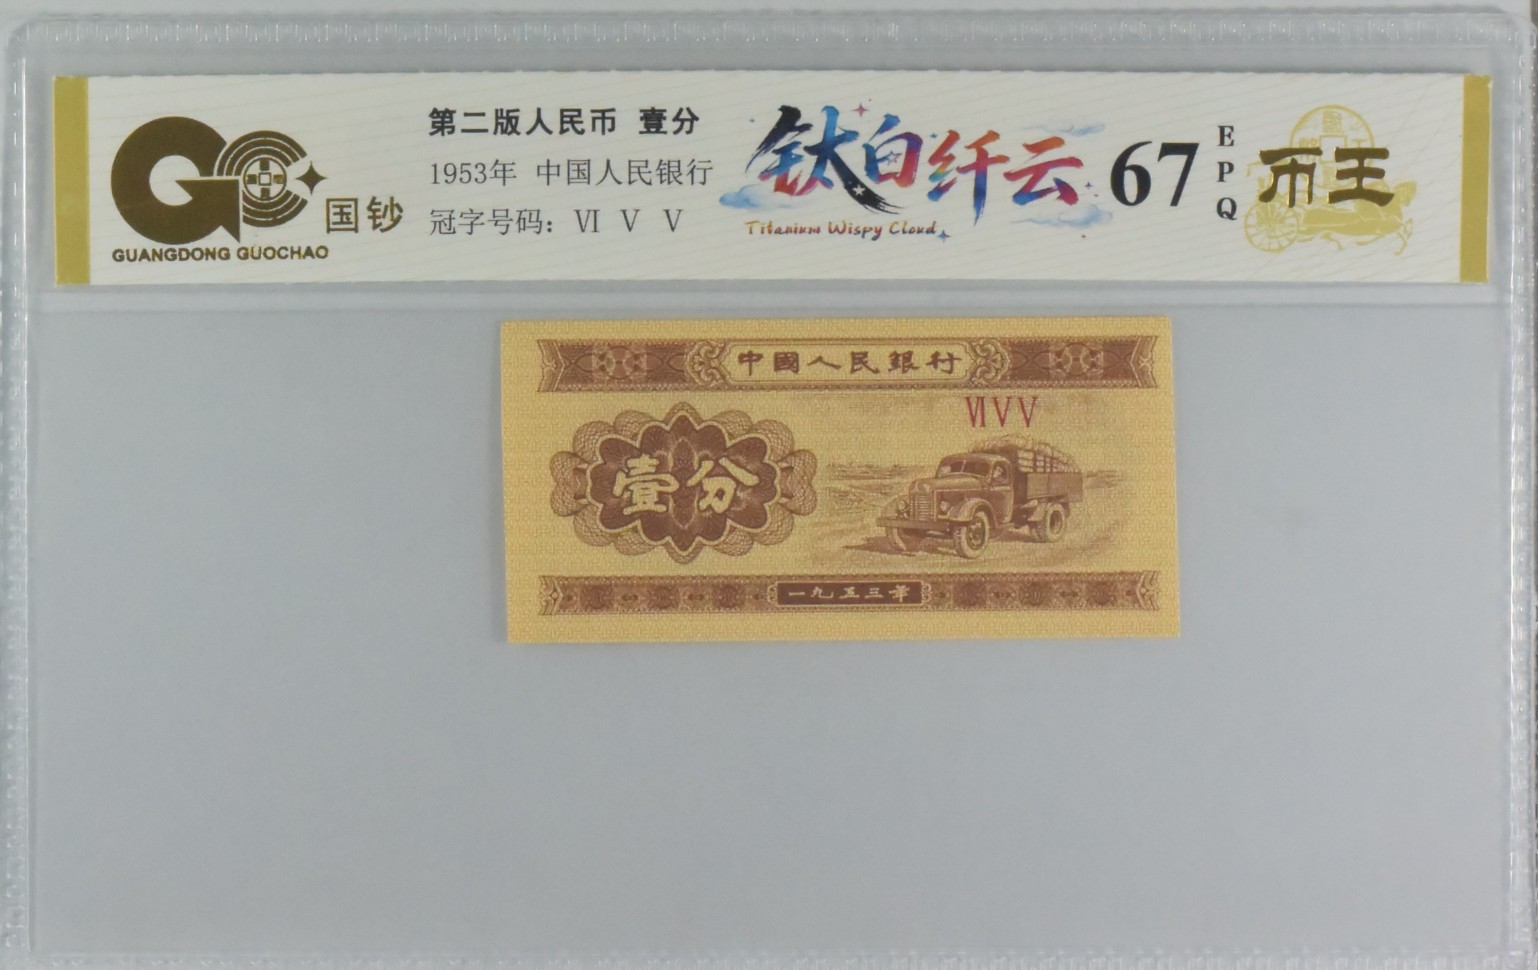 国钞
GUANGDONG GUOCHAO
第二版人民币 壹分
1953年 中国人民银行
冠字号码：Ⅵ Ⅴ Ⅴ
钛白纤云
Titanium Wispy Cloud
67
EPQ
币王
中國人民銀行
ⅥⅤⅤ
壹分
一九五三年